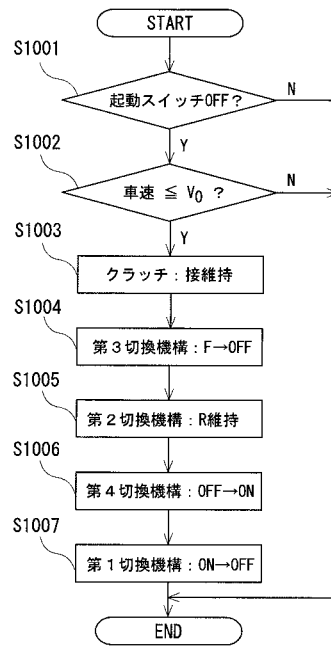 START
S1001
起動スイッチOFF?
N
Y
S1002
車速 ≦ V0 ?
N
Y
S1003
クラッチ:接維持
S1004
第3切換機構:F→OFF
S1005
第2切換機構:R維持
S1006
第4切換機構:OFF→ON
S1007
第1切換機構:ON→OFF
END